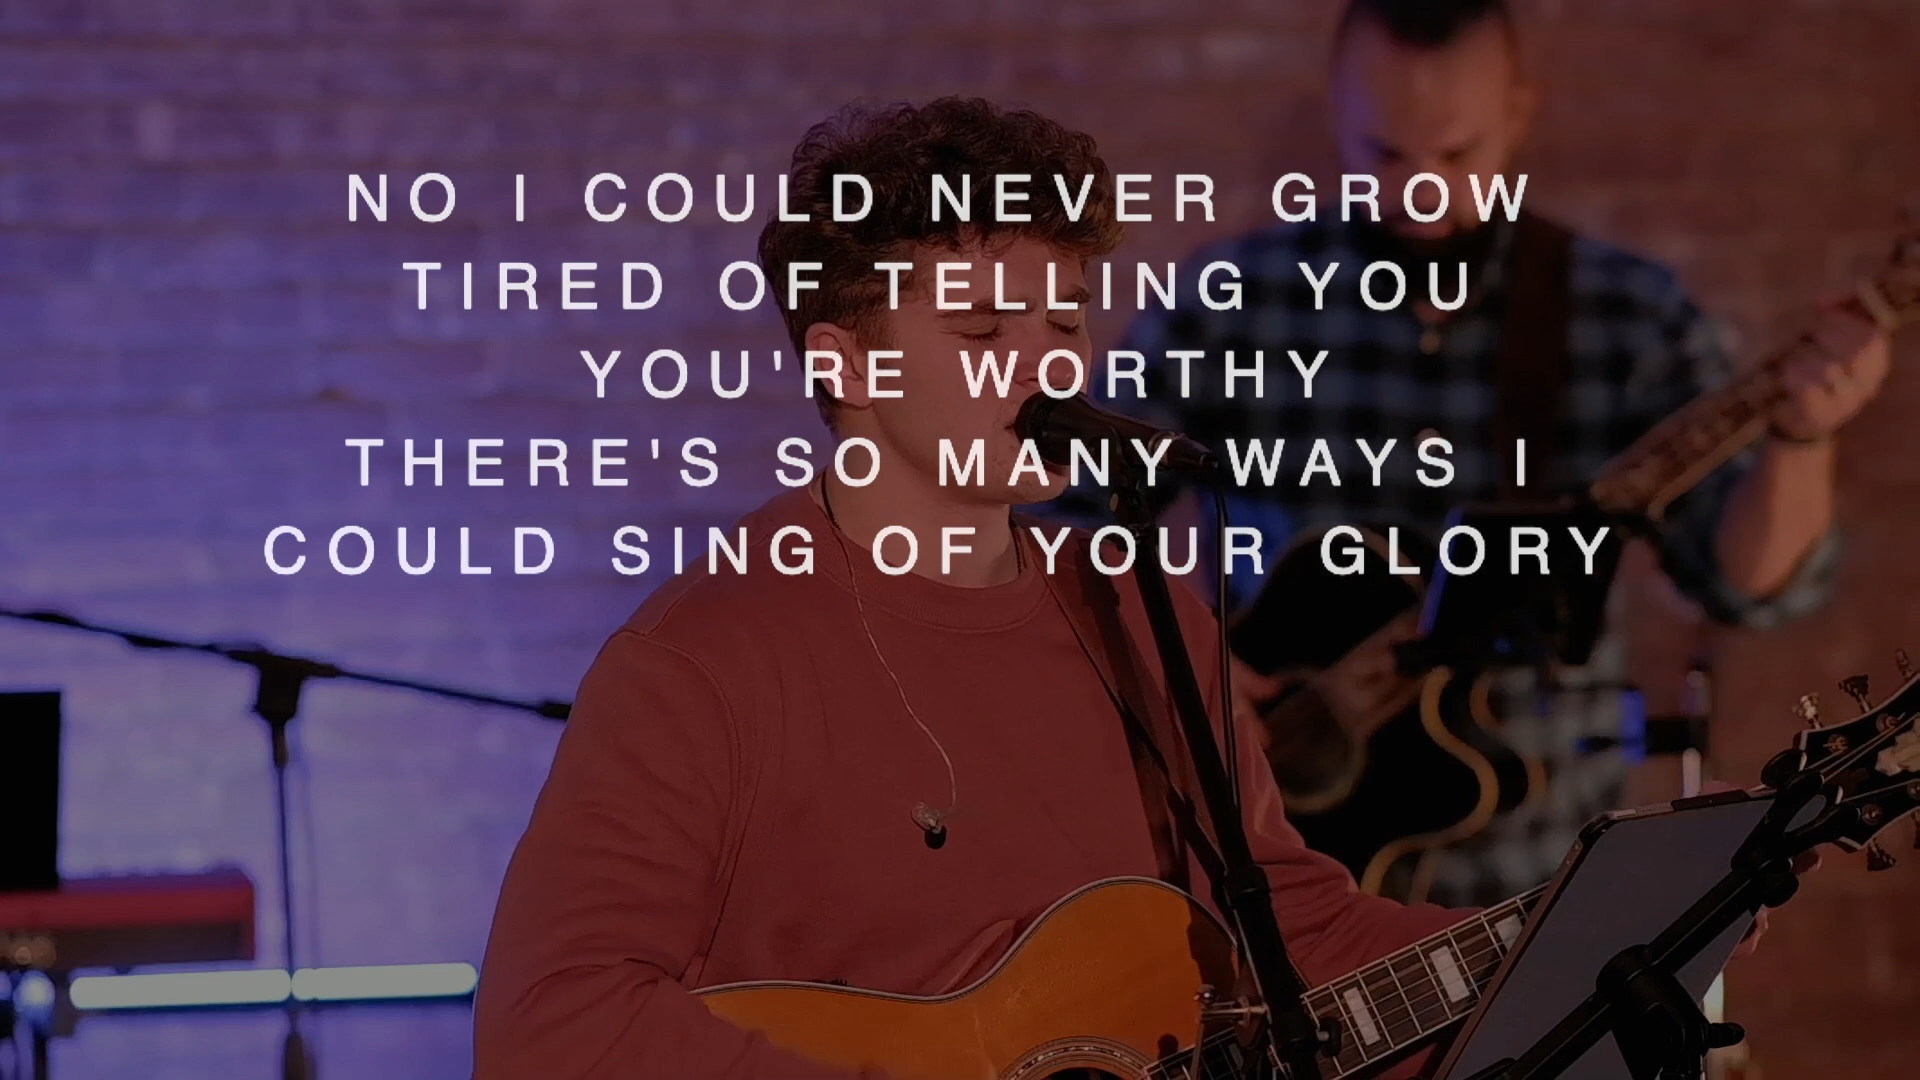 NO I COULD NEVER GROW
TIRED OF TELLING YOU
YOU'RE WORTHY
THERE'S SO MANY WAYS I
COULD SING OF YOUR GLORY